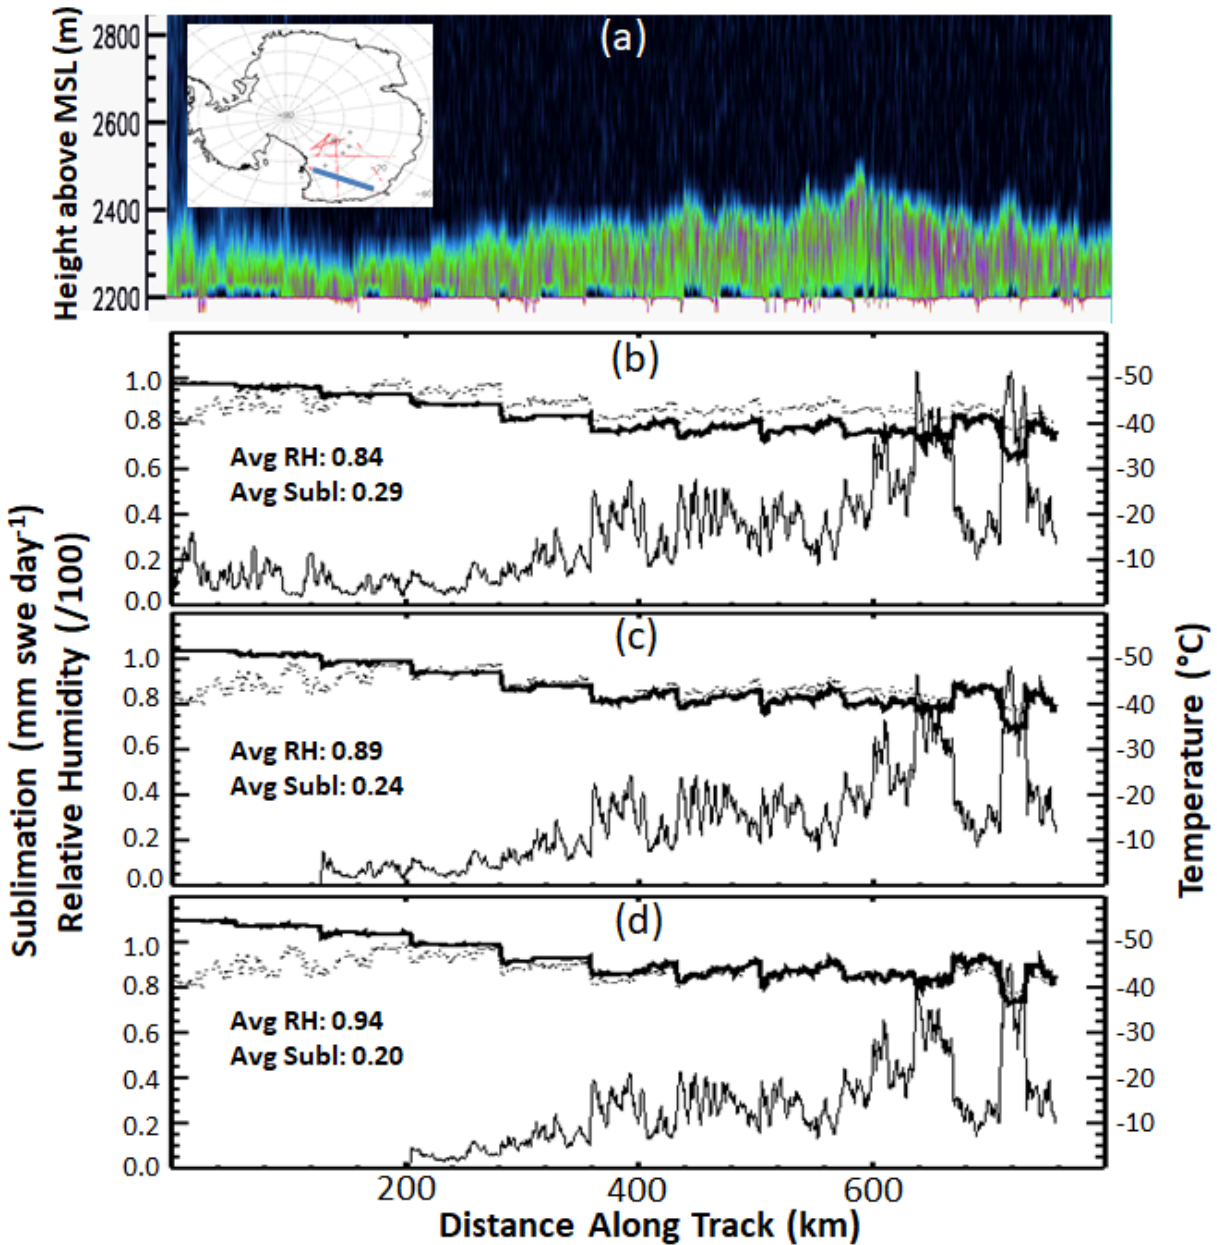 (a)
Height above MSL (m)
2800
2600
2400
2200
-80
-70
(b)
1.0
0.8
0.6
0.4
0.2
0.0
Avg RH: 0.84
Avg Subl: 0.29
-50
-40
-30
-20
-10
(c)
1.0
0.8
0.6
0.4
0.2
0.0
Avg RH: 0.89
Avg Subl: 0.24
-50
-40
-30
-20
-10
(d)
1.0
0.8
0.6
0.4
0.2
0.0
Avg RH: 0.94
Avg Subl: 0.20
-50
-40
-30
-20
-10
Sublimation (mm swe day⁻¹)
Relative Humidity (/100)
Temperature (°C)
200
400
600
Distance Along Track (km)